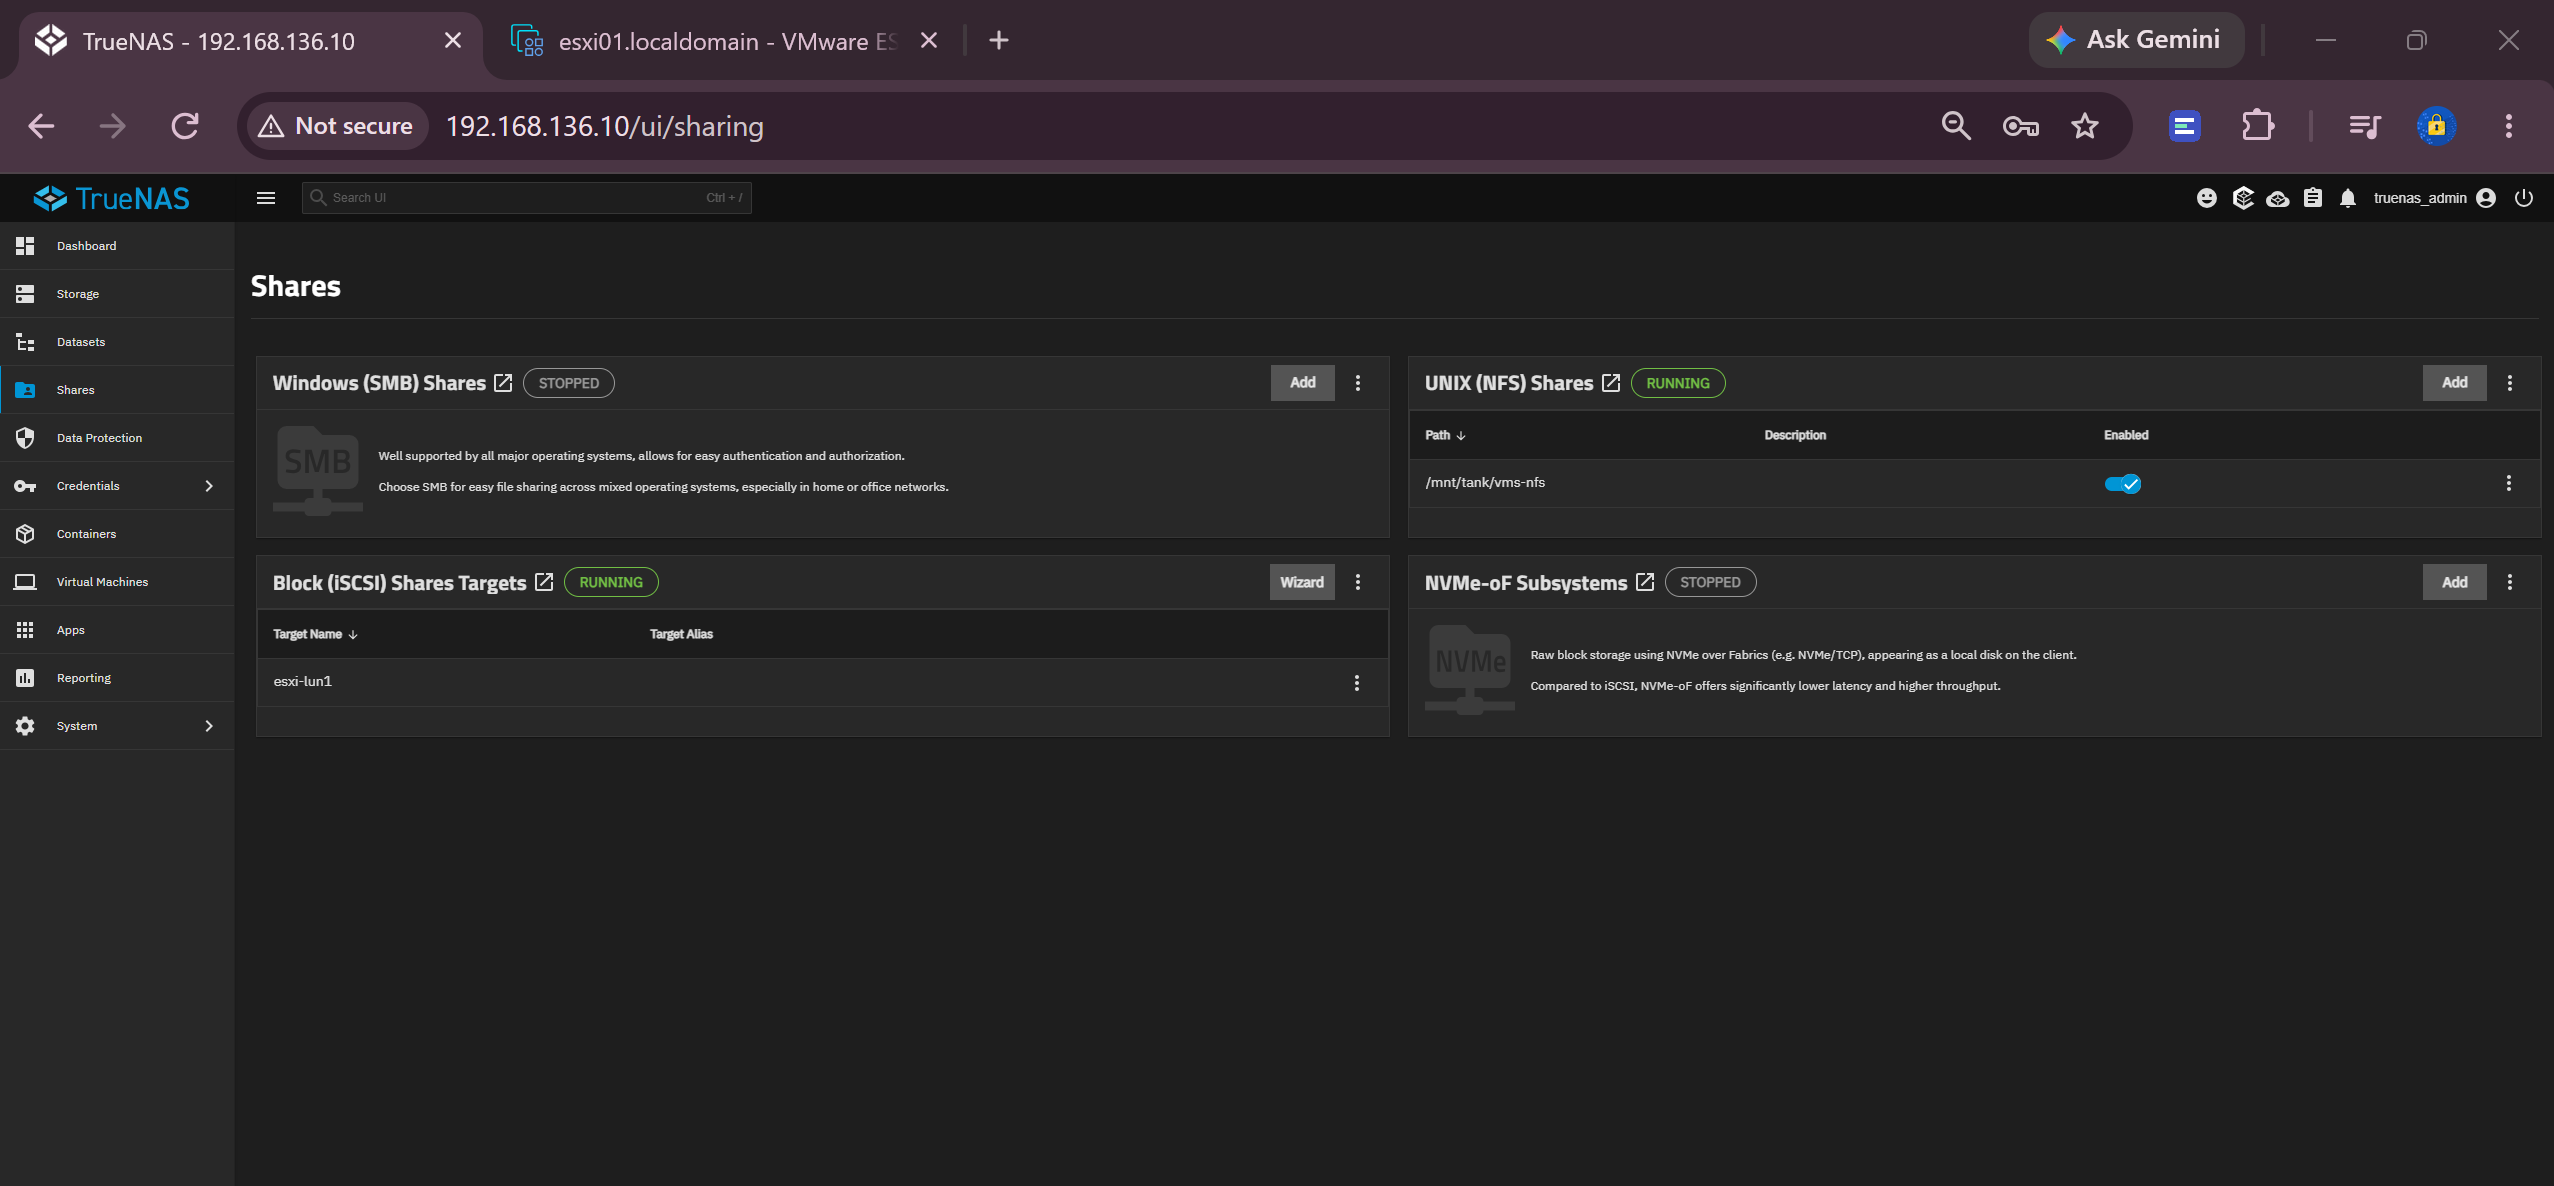 TrueNAS - 192.168.136.10
esxi01.localdomain - VMware ES
Ask Gemini
Not secure
192.168.136.10/ui/sharing
TrueNAS
Search UI
Ctrl + /
truenas_admin
Dashboard
Storage
Datasets
Shares
Data Protection
Credentials
Containers
Virtual Machines
Apps
Reporting
System
Shares
Windows (SMB) Shares
STOPPED
Add
SMB
Well supported by all major operating systems, allows for easy authentication and authorization.
Choose SMB for easy file sharing across mixed operating systems, especially in home or office networks.
UNIX (NFS) Shares
RUNNING
Add
Path
Description
Enabled
/mnt/tank/vms-nfs
Block (iSCSI) Shares Targets
RUNNING
Wizard
Target Name
Target Alias
esxi-lun1
NVMe-oF Subsystems
STOPPED
Add
NVMe
Raw block storage using NVMe over Fabrics (e.g. NVMe/TCP), appearing as a local disk on the client.
Compared to iSCSI, NVMe-oF offers significantly lower latency and higher throughput.